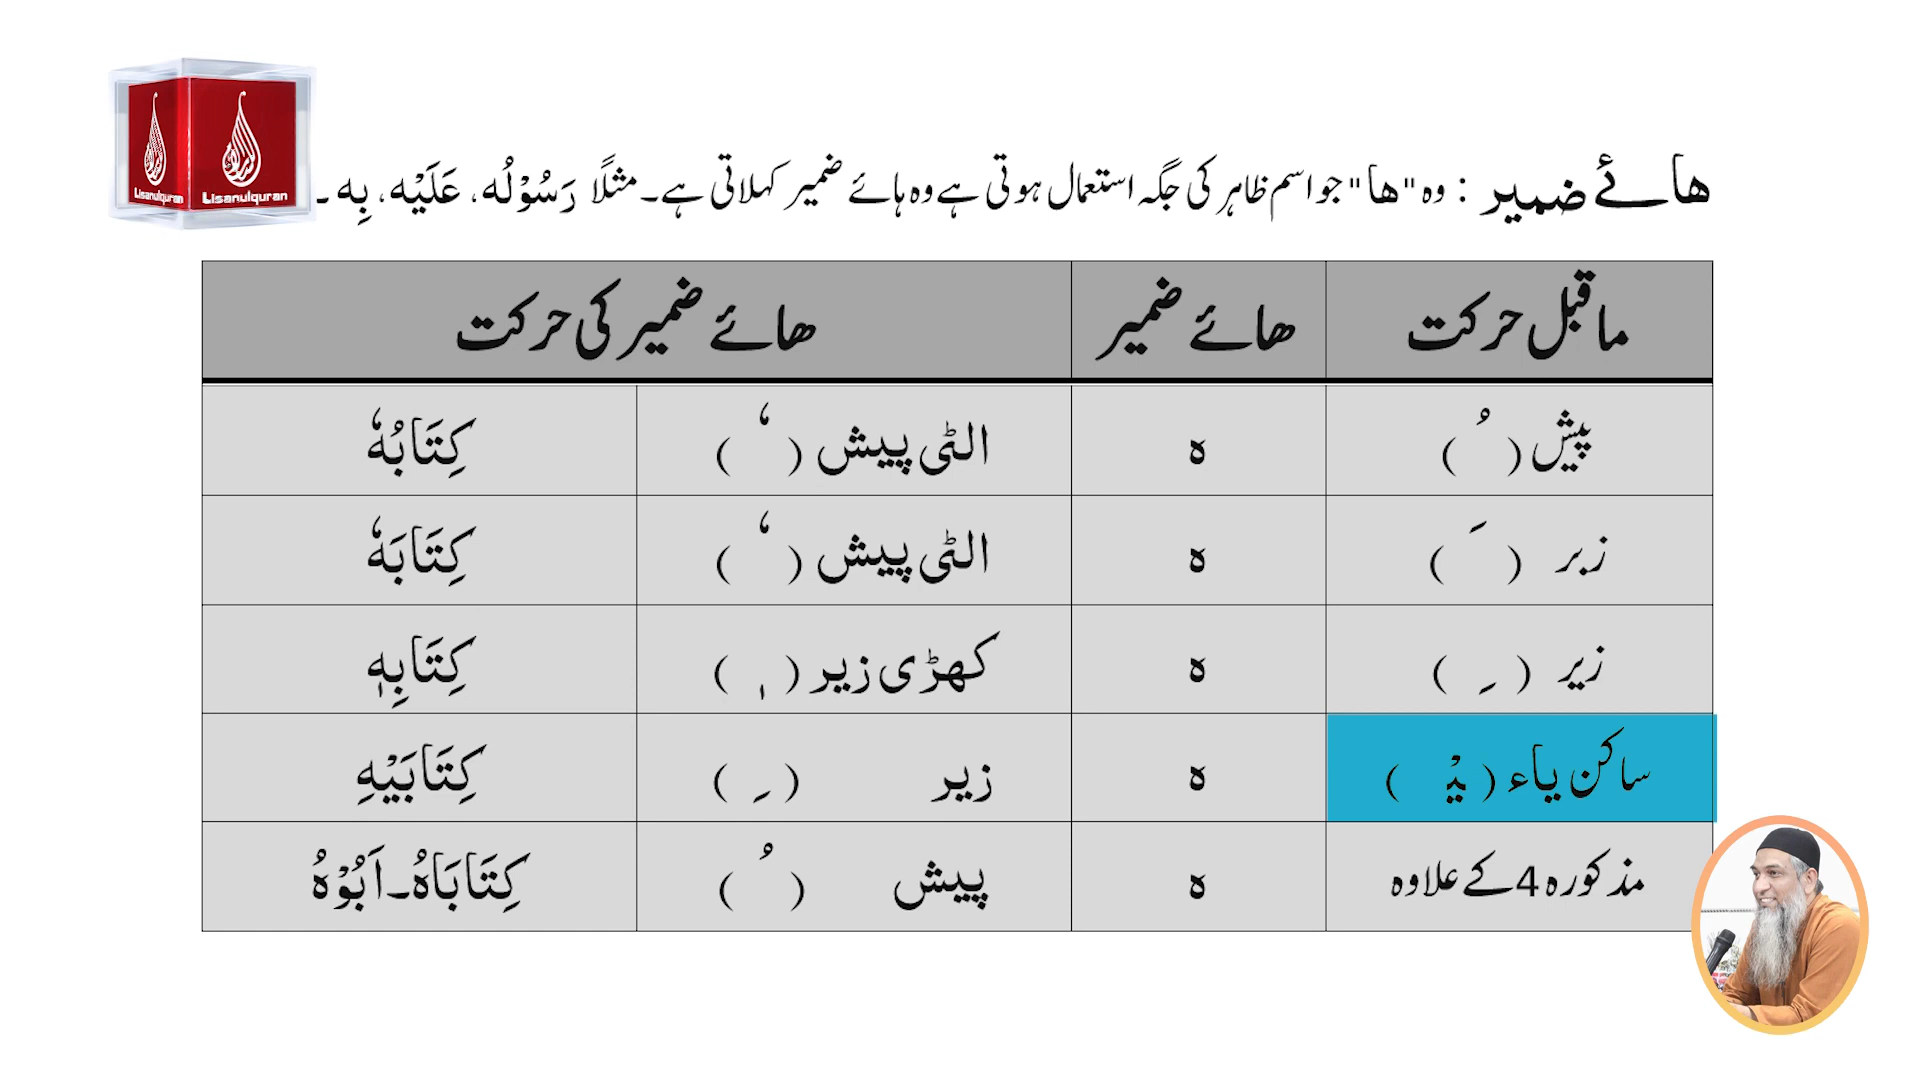 Lisanulquran Lisanulquran
ھائے ضمیر : وہ "ھا" جو اسم ظاہر کی جگہ استعمال ہوتی ہے وہ ہائے ضمیر کہلاتی ہے۔ مثلًا رَسُوْلُہ، عَلَیْہ، بِہ۔
ماقبل حرکت ھائے ضمیر ھائے ضمیر کی حرکت
پیش ( ُ ) ہ الٹی پیش ( ٗ ) کِتَابُہٗ
زبر ( َ ) ہ الٹی پیش ( ٗ ) کِتَابَہٗ
زیر ( ِ ) ہ کھڑی زیر ( ٖ ) کِتَابِہٖ
ساکن یاء ( یْ ) ہ زیر ( ِ ) کِتَابَیْہِ
مذکورہ 4 کے علاوہ ہ پیش ( ُ ) کِتَابَاہُ۔اَبُوْہُ